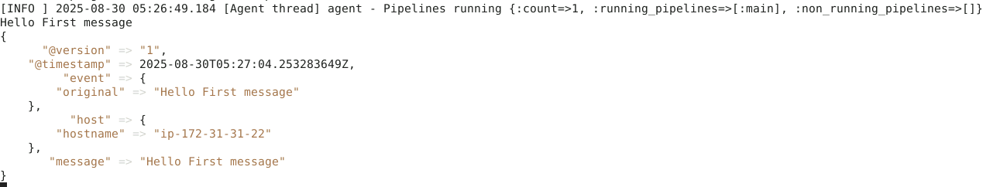 [INFO ] 2025-08-30 05:26:49.184 [Agent thread] agent - Pipelines running {:count=>1, :running_pipelines=>[:main], :non_running_pipelines=>[]}
Hello First message
{
      "@version" => "1",
    "@timestamp" => 2025-08-30T05:27:04.253283649Z,
         "event" => {
        "original" => "Hello First message"
    },
          "host" => {
        "hostname" => "ip-172-31-31-22"
    },
       "message" => "Hello First message"
}